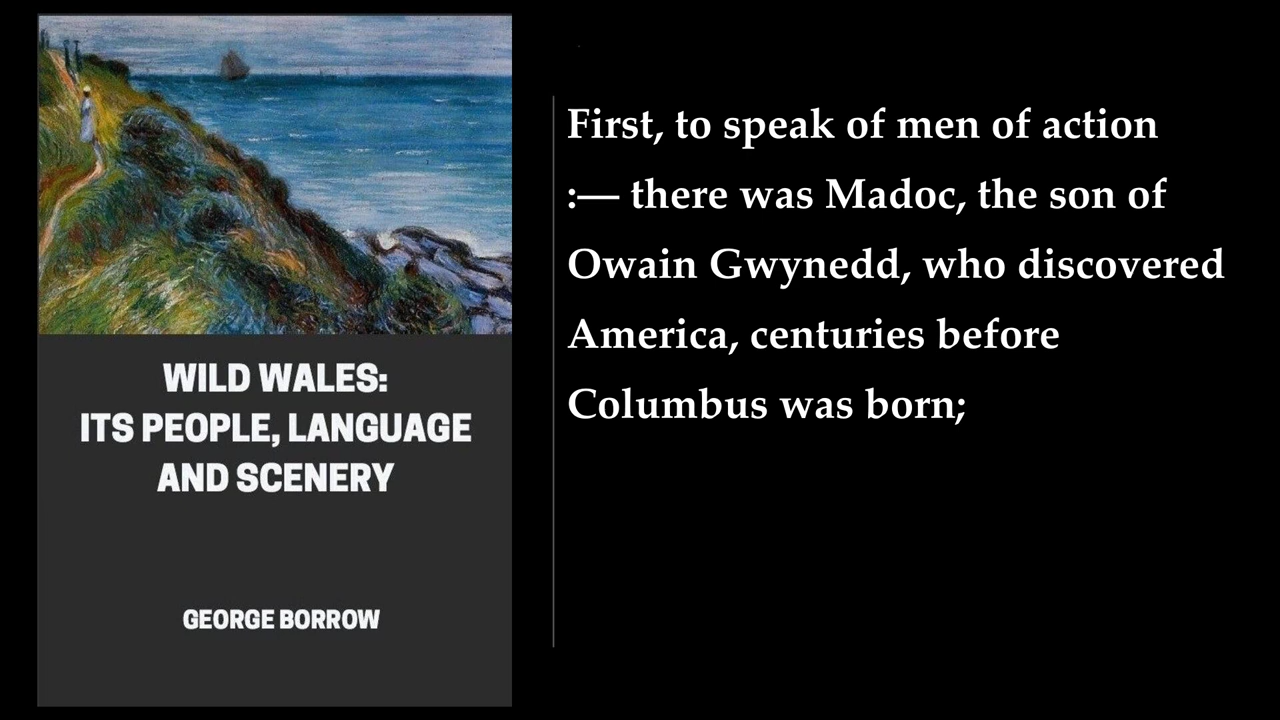 WILD WALES:
ITS PEOPLE, LANGUAGE
AND SCENERY
GEORGE BORROW
First, to speak of men of action
:— there was Madoc, the son of
Owain Gwynedd, who discovered
America, centuries before
Columbus was born;